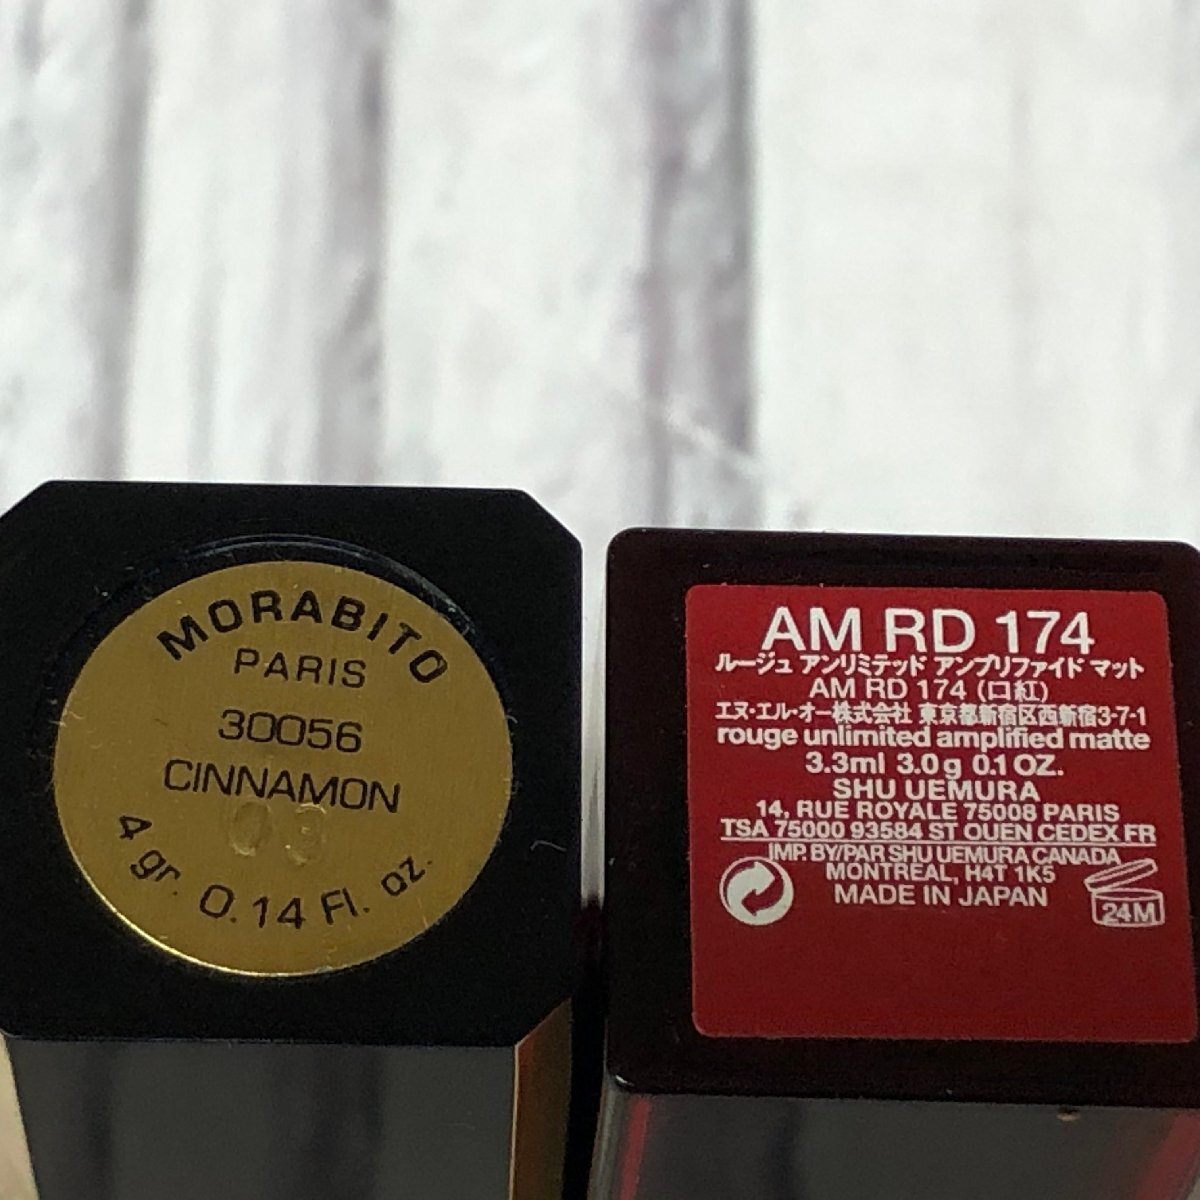 MORABITO
PARIS
30056
CINNAMON
03
4 gr. 0.14 Fl. oz.
AM RD 174
ルージュ アンリミテッド アンプリファイド マット
AM RD 174 (口紅)
エヌ・エル・オー株式会社 東京都新宿区西新宿3-7-1
rouge unlimited amplified matte
3.3ml 3.0g 0.1 OZ.
SHU UEMURA
14, RUE ROYALE 75008 PARIS
TSA 75000 93584 ST OUEN CEDEX FR
IMP. BY/PAR SHU UEMURA CANADA
MONTREAL, H4T 1K5
MADE IN JAPAN
24M